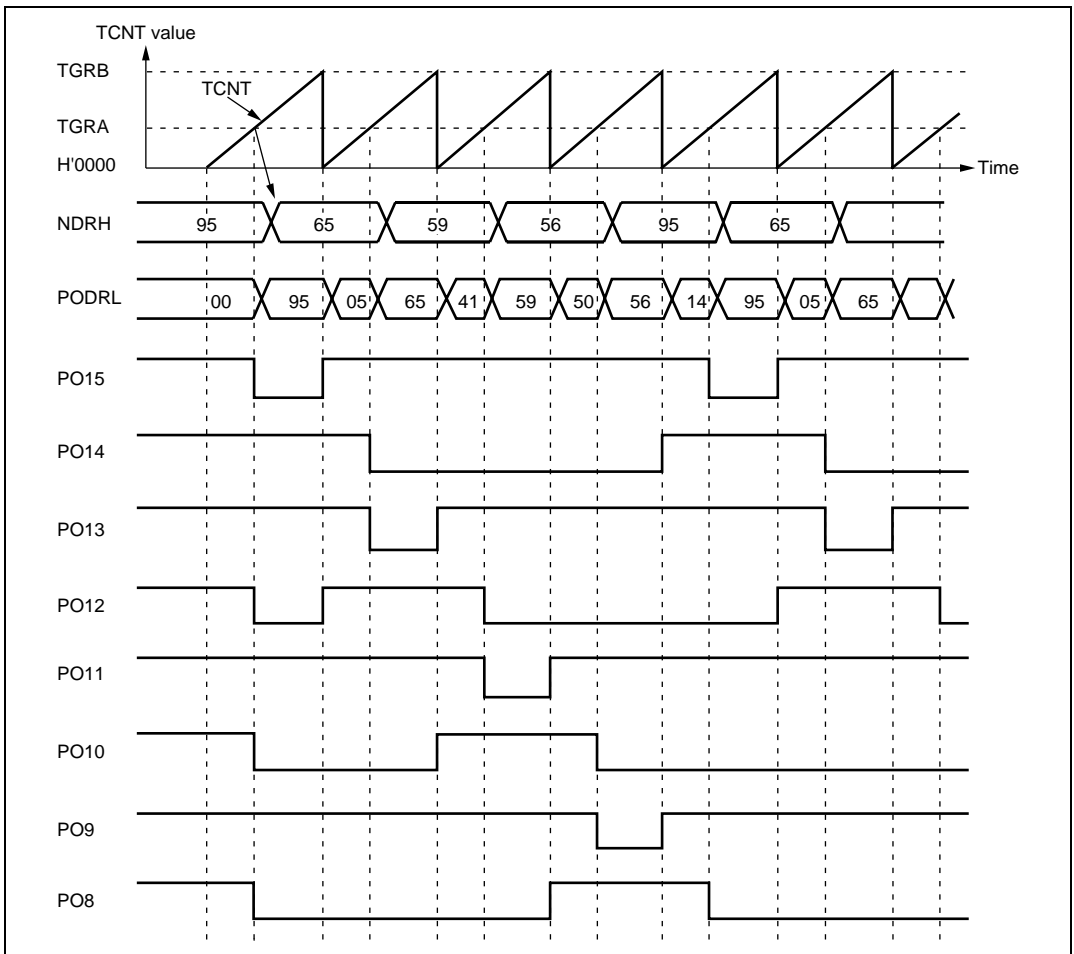 TCNT value
TGRB
TCNT
TGRA
H'0000
Time
NDRH 95 65 59 56 95 65
PODRL 00 95 05 65 41 59 50 56 14 95 05 65
PO15
PO14
PO13
PO12
PO11
PO10
PO9
PO8